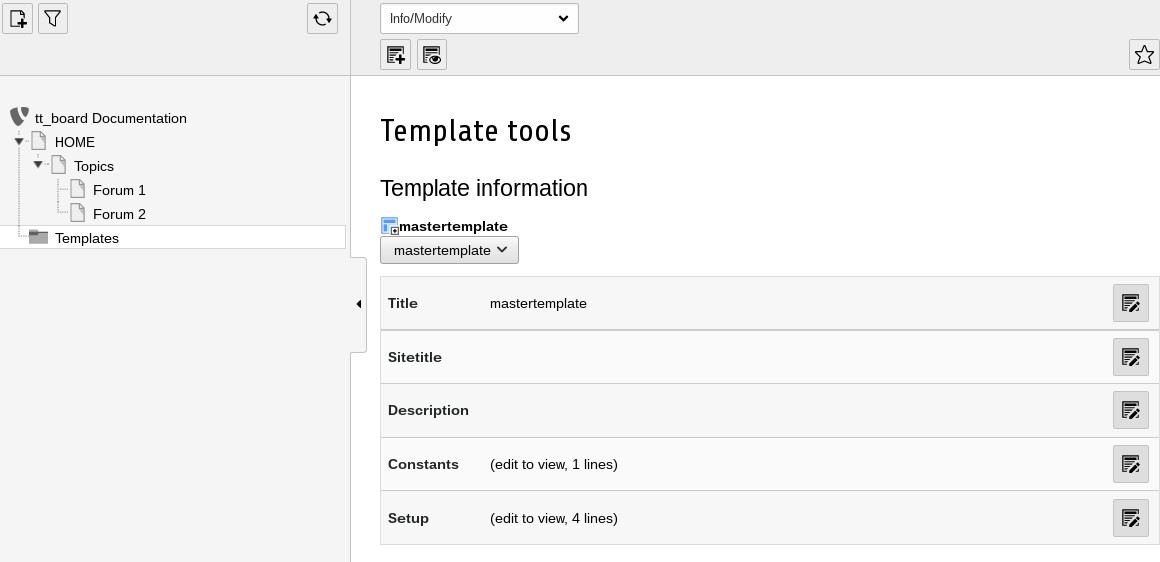 Info/Modify
tt_board Documentation
HOME
Topics
Forum 1
Forum 2
Templates
Template tools
Template information
mastertemplate
mastertemplate
Title mastertemplate
Sitetitle
Description
Constants (edit to view, 1 lines)
Setup (edit to view, 4 lines)